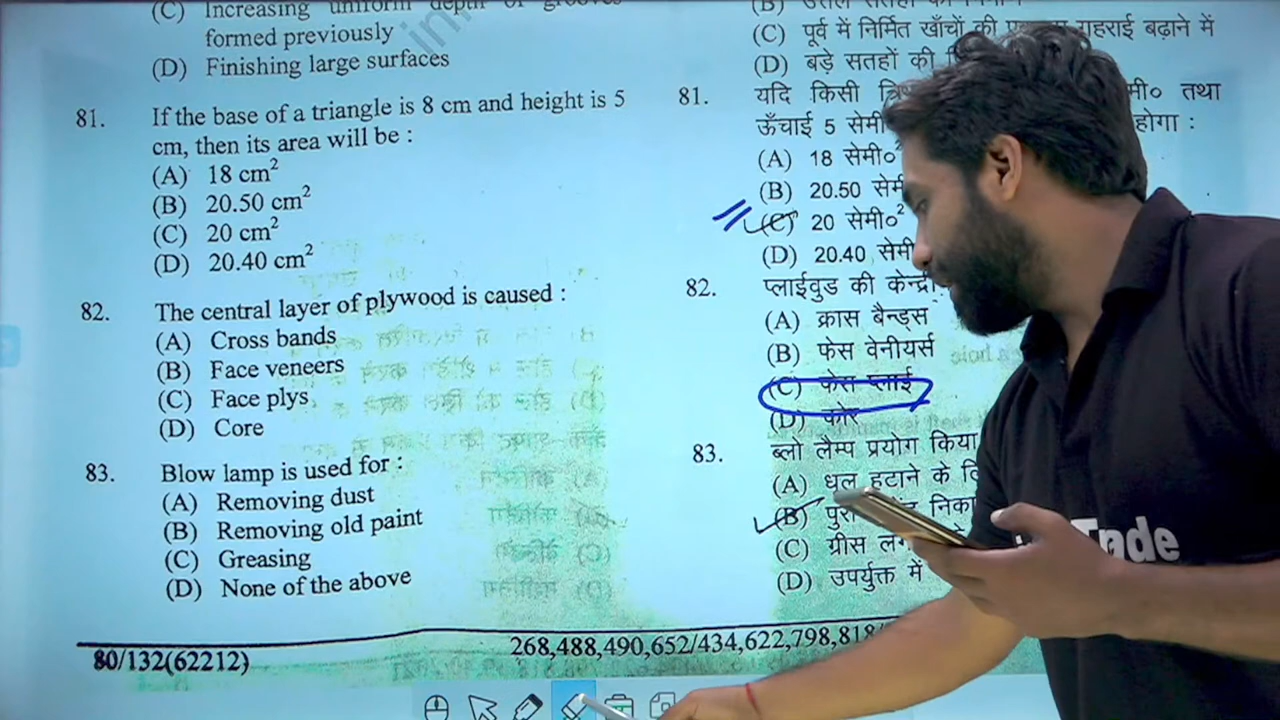 (C) Increasing uniform depth of grooves
formed previously
(D) Finishing large surfaces
81. If the base of a triangle is 8 cm and height is 5
cm, then its area will be :
(A) 18 cm²
(B) 20.50 cm²
(C) 20 cm²
(D) 20.40 cm²
82. The central layer of plywood is caused :
(A) Cross bands
(B) Face veneers
(C) Face plys
(D) Core
83. Blow lamp is used for :
(A) Removing dust
(B) Removing old paint
(C) Greasing
(D) None of the above
80/132(62212)
(B)
(C) पूर्व में निर्मित खाँचों की गहराई बढ़ाने में
(D) बड़े सतहों की
81. यदि किसी मी० तथा
ऊँचाई 5 सेमी होगा :
(A) 18 सेमी०²
(B) 20.50 सेमी
(C) 20 सेमी०²
(D) 20.40 सेमी
82. प्लाईवुड की केन्द्री
(A) क्रास बैन्ड्स
(B) फेस वेनीयर्स
(C) फेस प्लाई
(D) कोर
83. ब्लो लैम्प प्रयोग किया
(A) धूल हटाने के
(B)
(C) ग्रीस
(D) उपर्युक्त में
268,488,490,652/434,622,798,818/